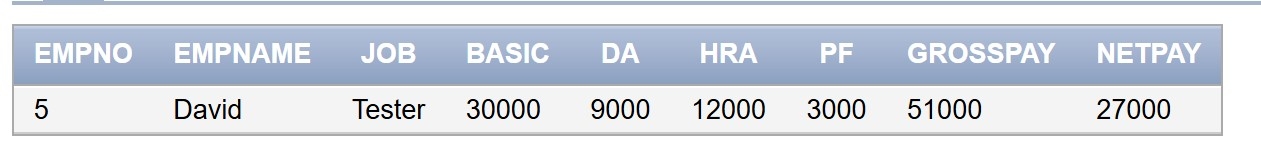 EMPNO EMPNAME JOB BASIC DA HRA PF GROSSPAY NETPAY
5 David Tester 30000 9000 12000 3000 51000 27000